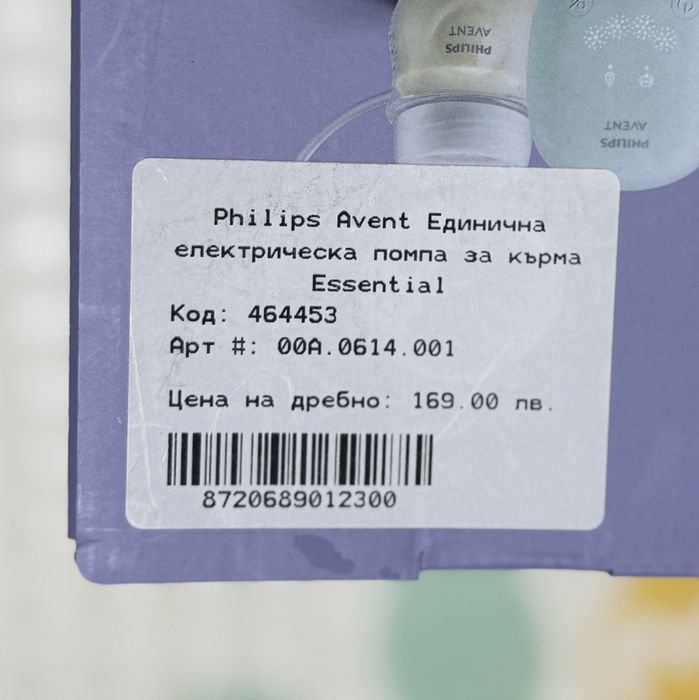 PHILIPS
AVENT
PHILIPS
AVENT
Philips Avent Единична
електрическа помпа за кърма
Essential
Код: 464453
Арт #: 00A.0614.001
Цена на дребно: 169.00 лв.
8720689012300